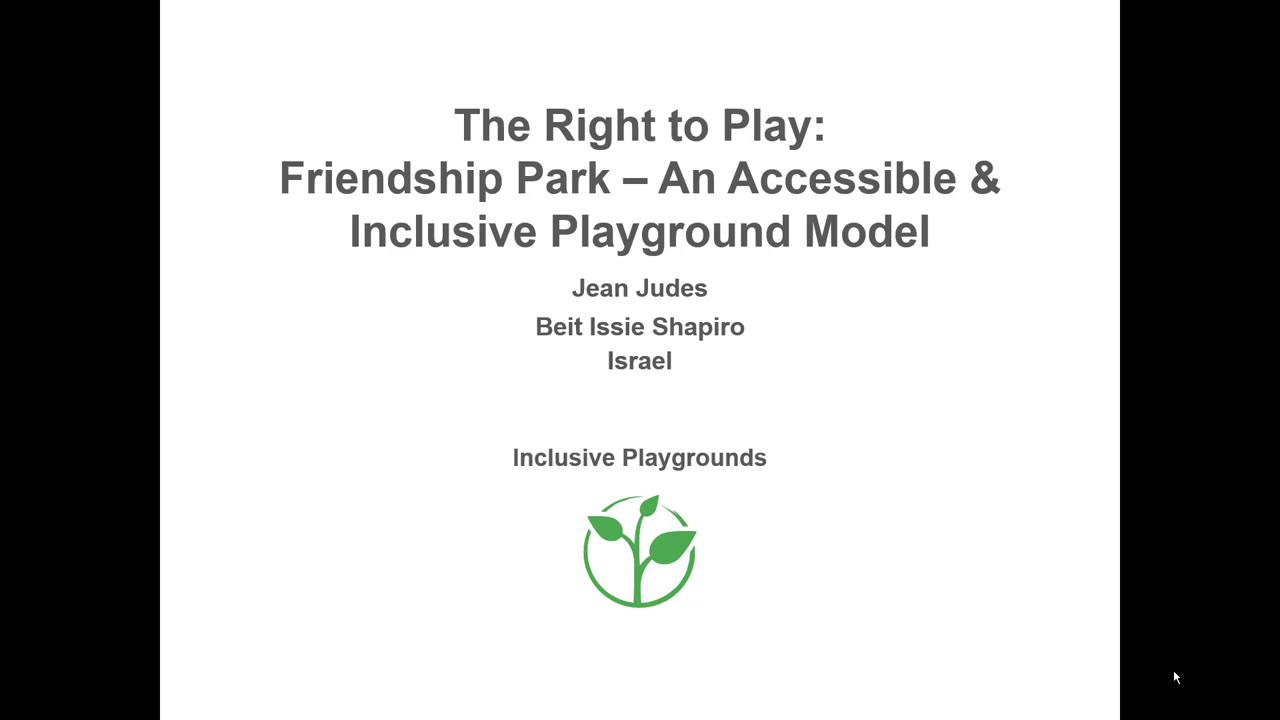 The Right to Play:
Friendship Park – An Accessible &
Inclusive Playground Model
Jean Judes
Beit Issie Shapiro
Israel
Inclusive Playgrounds